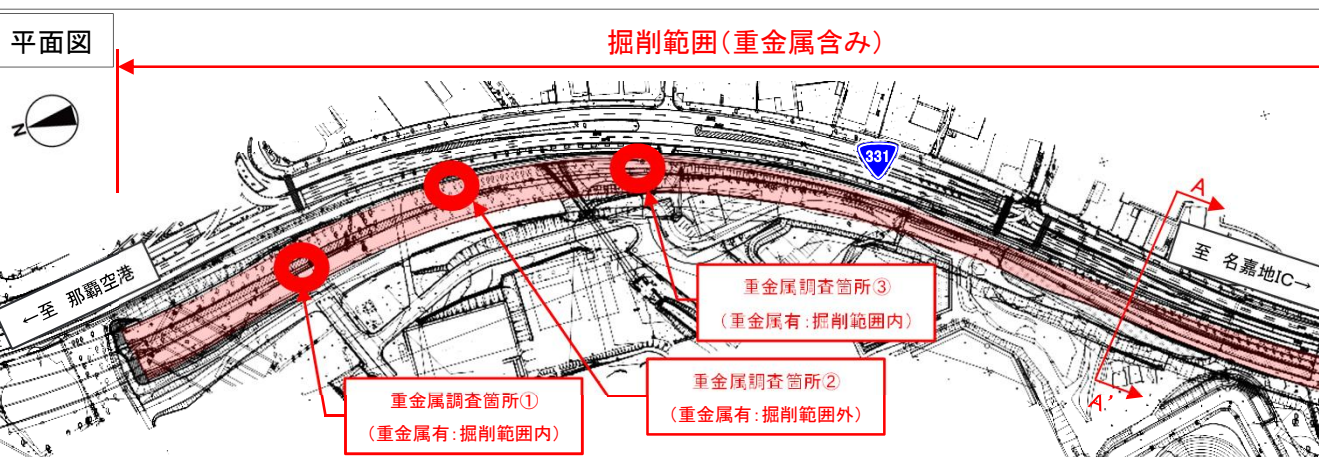 平面図
掘削範囲(重金属含み)
N
331
A
←至 那覇空港
至 名嘉地IC→
重金属調査箇所③
(重金属有:掘削範囲内)
重金属調査箇所②
(重金属有:掘削範囲外)
重金属調査箇所①
(重金属有:掘削範囲内)
A'